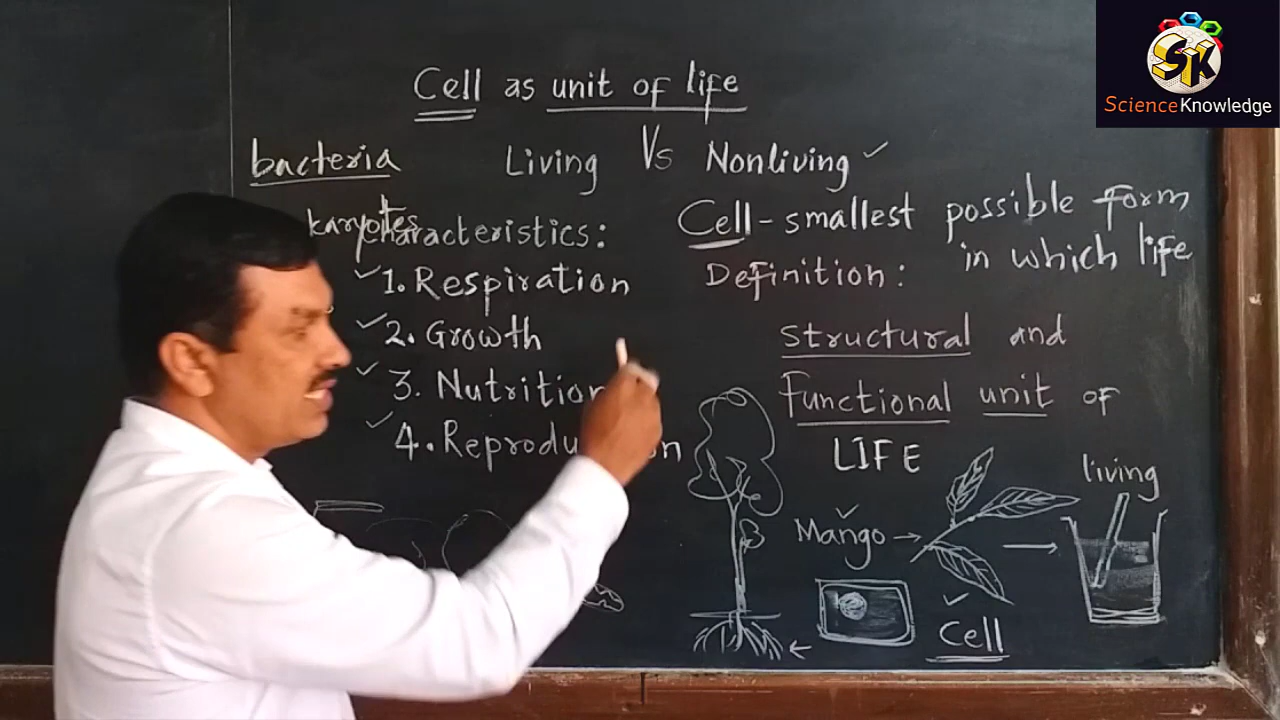 SK
ScienceKnowledge
Cell as unit of life
bacteria Living Vs Nonliving
karyotes
characteristics:
1. Respiration
2. Growth
3. Nutrition
4. Reproduction
Cell - smallest possible form
in which life
Definition:
structural and
Functional unit of
LIFE
living
Mango
Cell